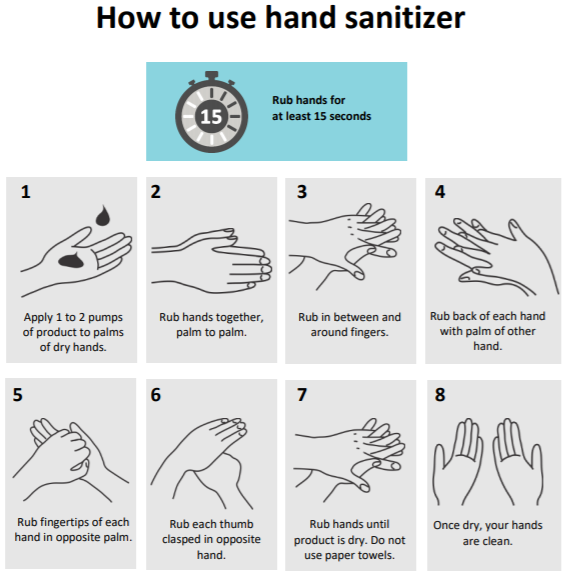 How to use hand sanitizer
15
Rub hands for
at least 15 seconds
1
Apply 1 to 2 pumps
of product to palms
of dry hands.
2
Rub hands together,
palm to palm.
3
Rub in between and
around fingers.
4
Rub back of each hand
with palm of other
hand.
5
Rub fingertips of each
hand in opposite palm.
6
Rub each thumb
clasped in opposite
hand.
7
Rub hands until
product is dry. Do not
use paper towels.
8
Once dry, your hands
are clean.